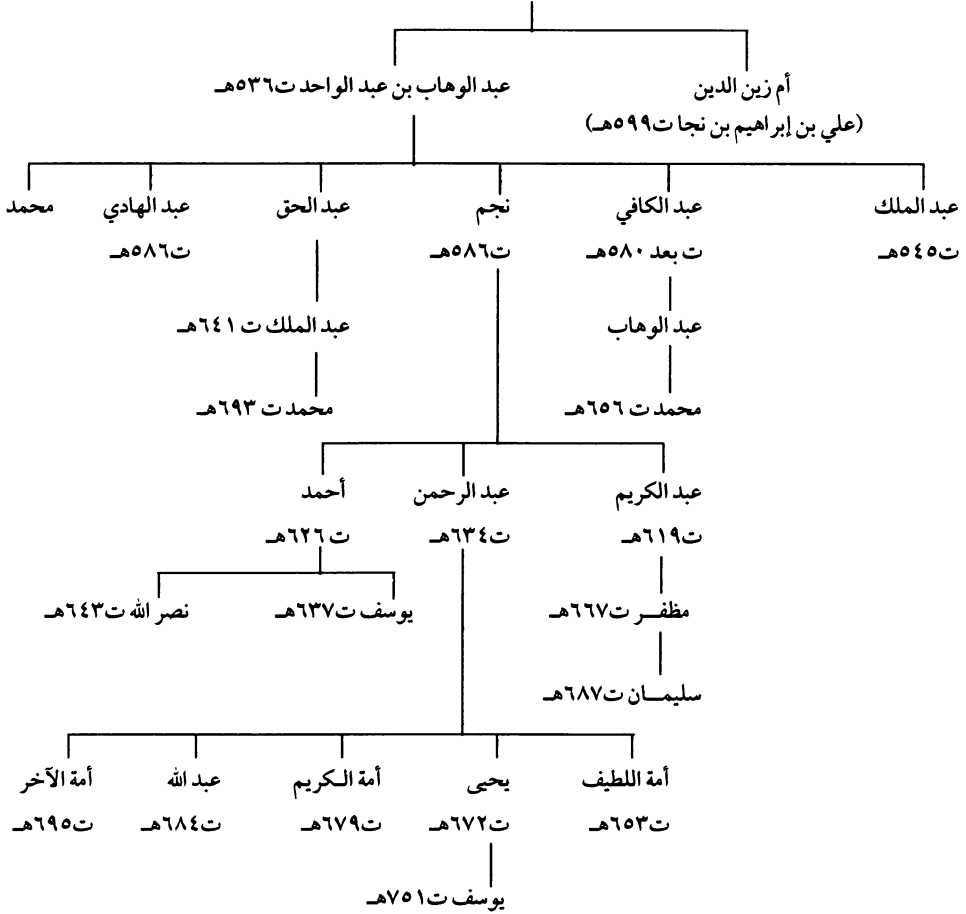 أم زين الدين عبد الوهاب بن عبد الواحد ت٥٣٦هـ
(علي بن إبراهيم بن نجا ت٥٩٩هـ)
عبد الملك عبد الكافي نجم عبد الحق عبد الهادي محمد
ت٥٤٥هـ ت بعد ٥٨٠هـ ت٥٨٦هـ ت٥٨٦هـ
عبد الوهاب عبد الملك ت ٦٤١هـ
محمد ت ٦٥٦هـ محمد ت ٦٩٣هـ
عبد الكريم عبد الرحمن أحمد
ت٦١٩هـ ت٦٣٤هـ ت ٦٢٦هـ
مظفر ت٦٦٧هـ يوسف ت٦٣٧هـ نصر الله ت٦٤٣هـ
سليمان ت٦٨٧هـ
أمة اللطيف يحيى أمة الكريم عبد الله أمة الآخر
ت٦٥٣هـ ت٦٧٢هـ ت٦٧٩هـ ت٦٨٤هـ ت٦٩٥هـ
يوسف ت٧٥١هـ